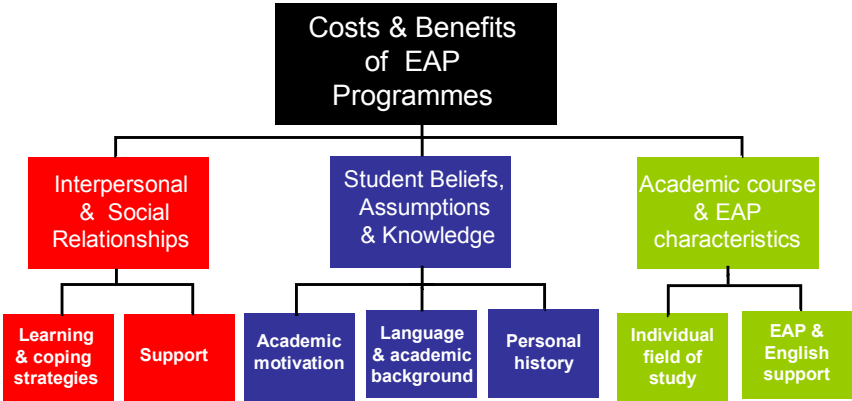 Costs & Benefits
of EAP
Programmes
Interpersonal
& Social
Relationships
Student Beliefs,
Assumptions
& Knowledge
Academic course
& EAP
characteristics
Learning
& coping
strategies
Support
Academic
motivation
Language
& academic
background
Personal
history
Individual
field of
study
EAP &
English
support